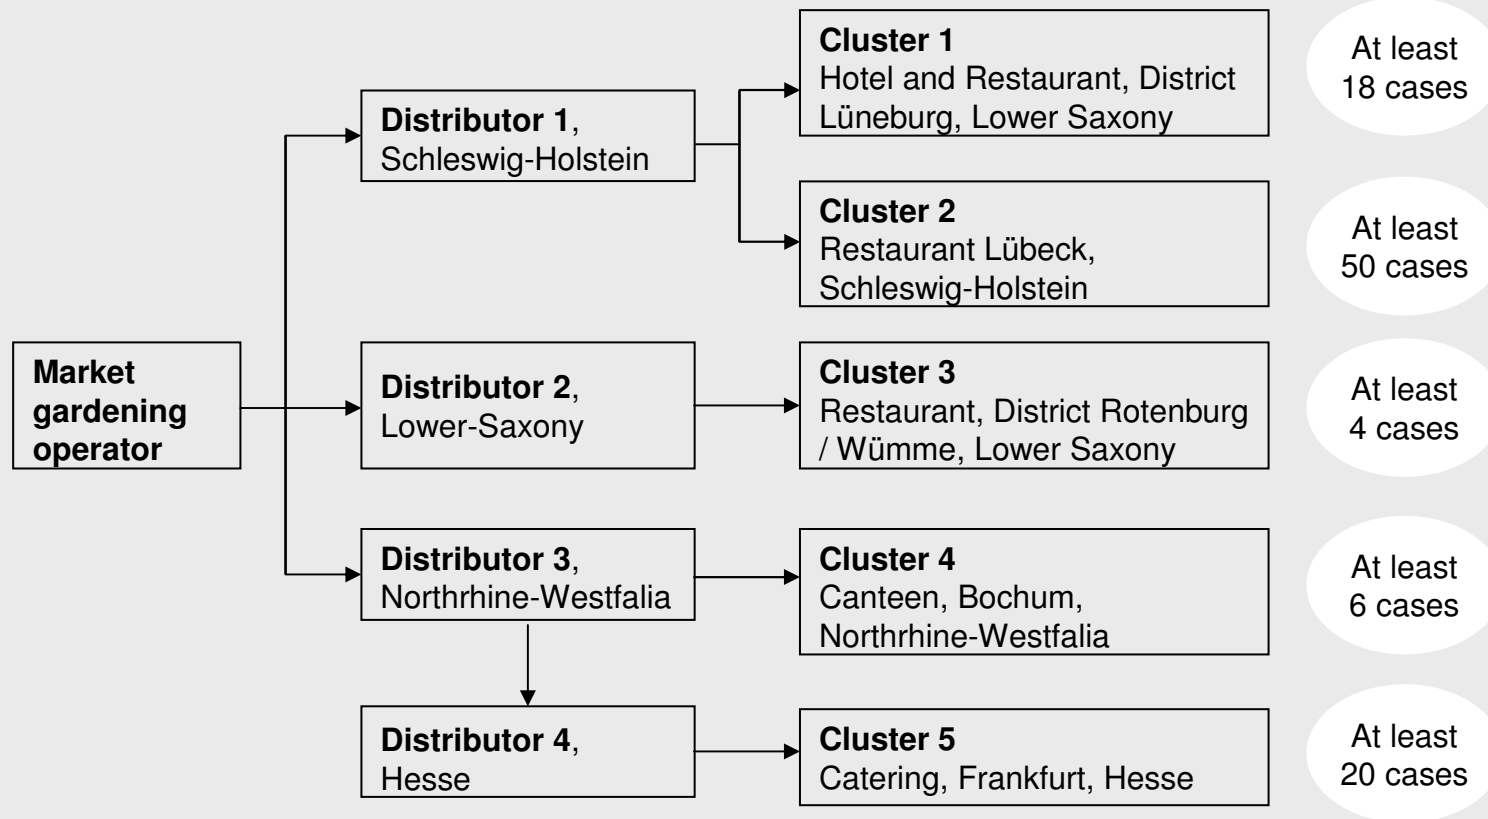 Market
gardening
operator
Distributor 1,
Schleswig-Holstein
Distributor 2,
Lower-Saxony
Distributor 3,
Northrhine-Westfalia
Distributor 4,
Hesse
Cluster 1
Hotel and Restaurant, District
Lüneburg, Lower Saxony
Cluster 2
Restaurant Lübeck,
Schleswig-Holstein
Cluster 3
Restaurant, District Rotenburg
/ Wümme, Lower Saxony
Cluster 4
Canteen, Bochum,
Northrhine-Westfalia
Cluster 5
Catering, Frankfurt, Hesse
At least
18 cases
At least
50 cases
At least
4 cases
At least
6 cases
At least
20 cases